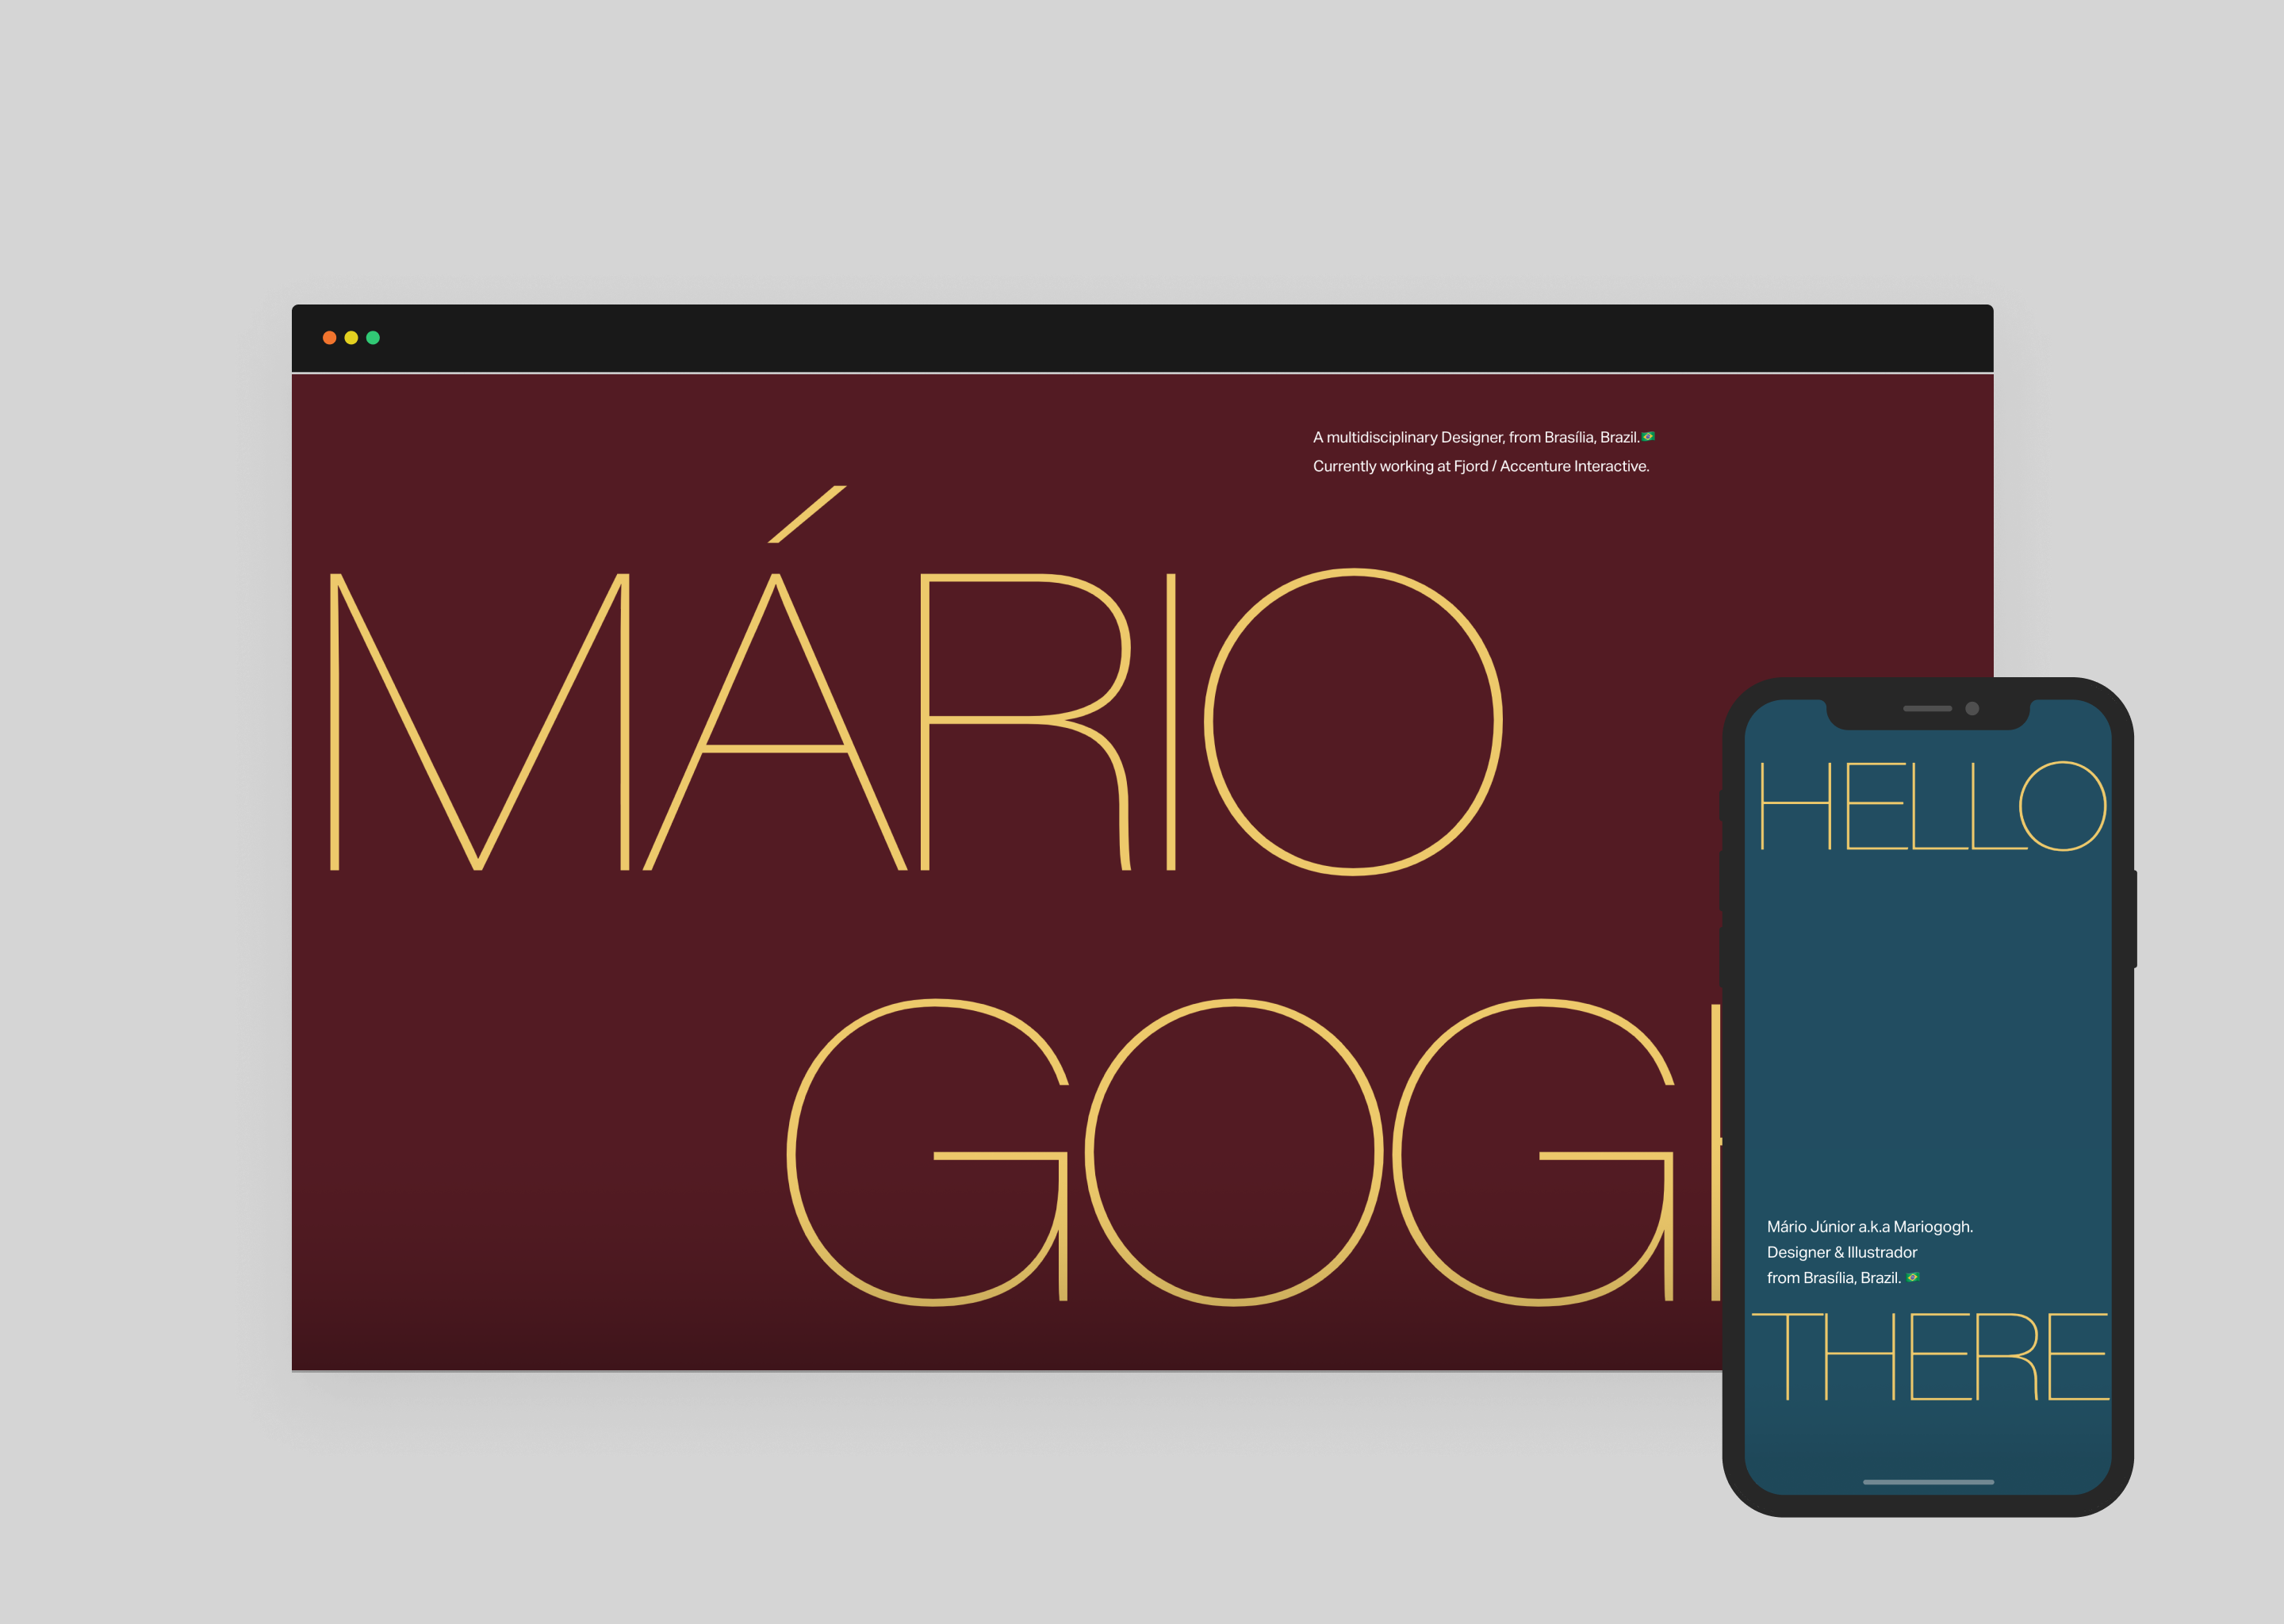 A multidisciplinary Designer, from Brasília, Brazil.🇧🇷
Currently working at Fjord / Accenture Interactive.
MÁRIO
GOG
HELLO
Mário Júnior a.k.a Mariogogh.
Designer & Illustrador
from Brasília, Brazil. 🇧🇷
THERE